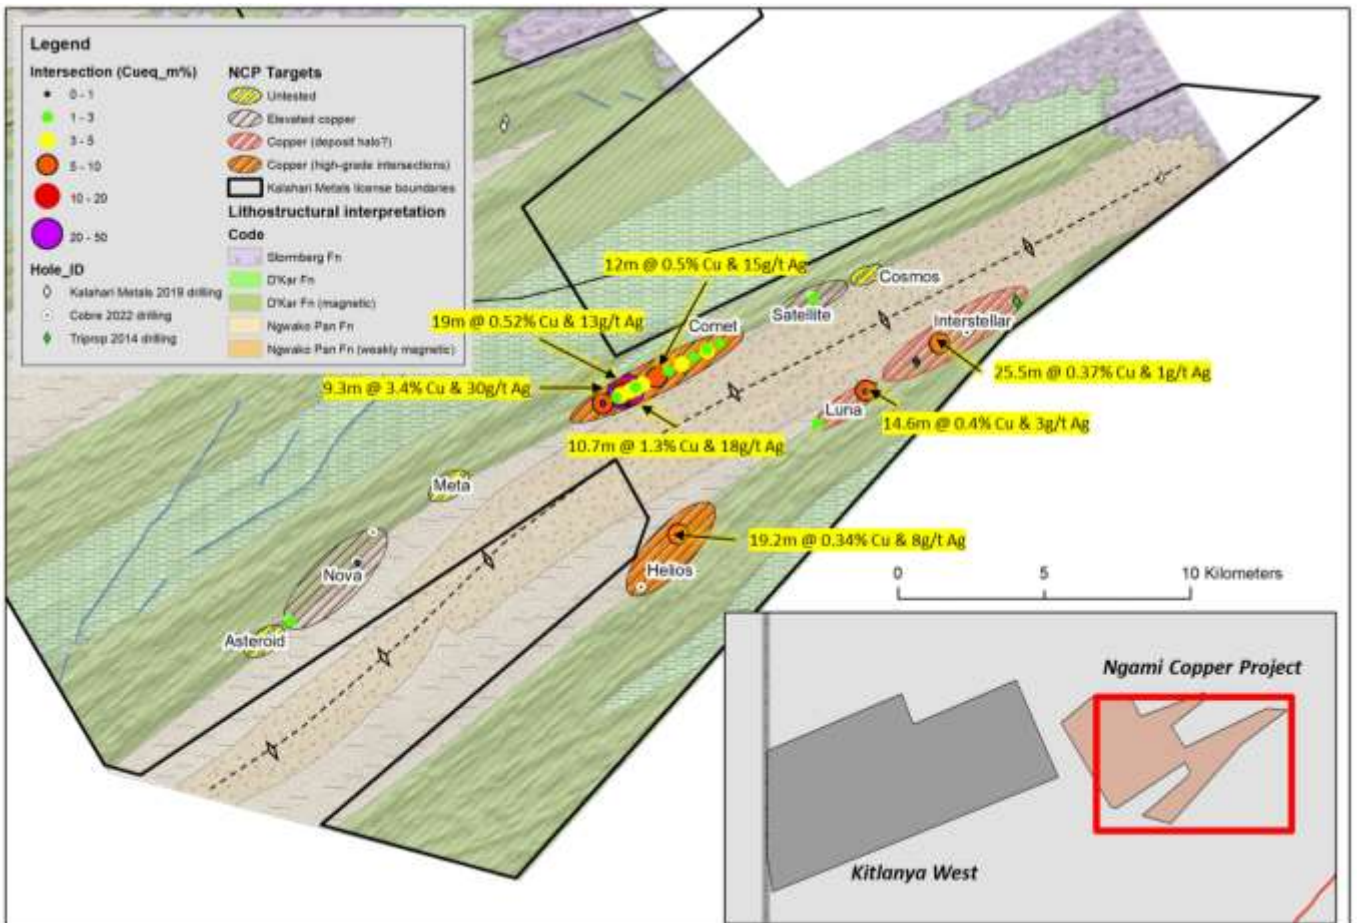 Legend
Intersection (Cueq_m%)
0 - 1
1 - 3
3 - 5
5 - 10
10 - 20
20 - 50
Hole_ID
Kalahari Metals 2019 drilling
Cobre 2022 drilling
Triprop 2014 drilling
NCP Targets
Untested
Elevated copper
Copper (deposit halo?)
Copper (high-grade intersections)
Kalahari Metals license boundaries
Lithostructural interpretation
Code
Stormberg Fn
D'Kar Fn
D'Kar Fn (magnetic)
Ngwako Pan Fn
Ngwako Pan Fn (weakly magnetic)
12m @ 0.5% Cu & 15g/t Ag
Cosmos
Satellite
19m @ 0.52% Cu & 13g/t Ag
Comet
Interstellar
25.5m @ 0.37% Cu & 1g/t Ag
9.3m @ 3.4% Cu & 30g/t Ag
Luna
14.6m @ 0.4% Cu & 3g/t Ag
10.7m @ 1.3% Cu & 18g/t Ag
Meta
19.2m @ 0.34% Cu & 8g/t Ag
Nova
Helios
0 5 10 Kilometers
Asteroid
Ngami Copper Project
Kitlanya West